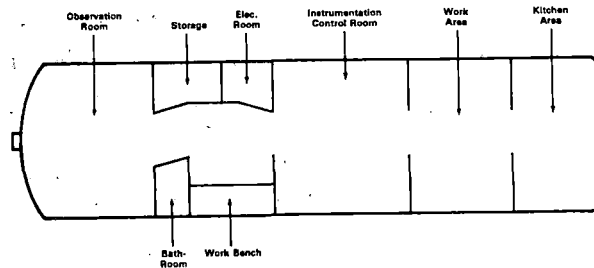 Observation
Room
Storage
Elec.
Room
Instrumentation
Control Room
Work
Area
Kitchen
Area
Bath-
Room
Work Bench